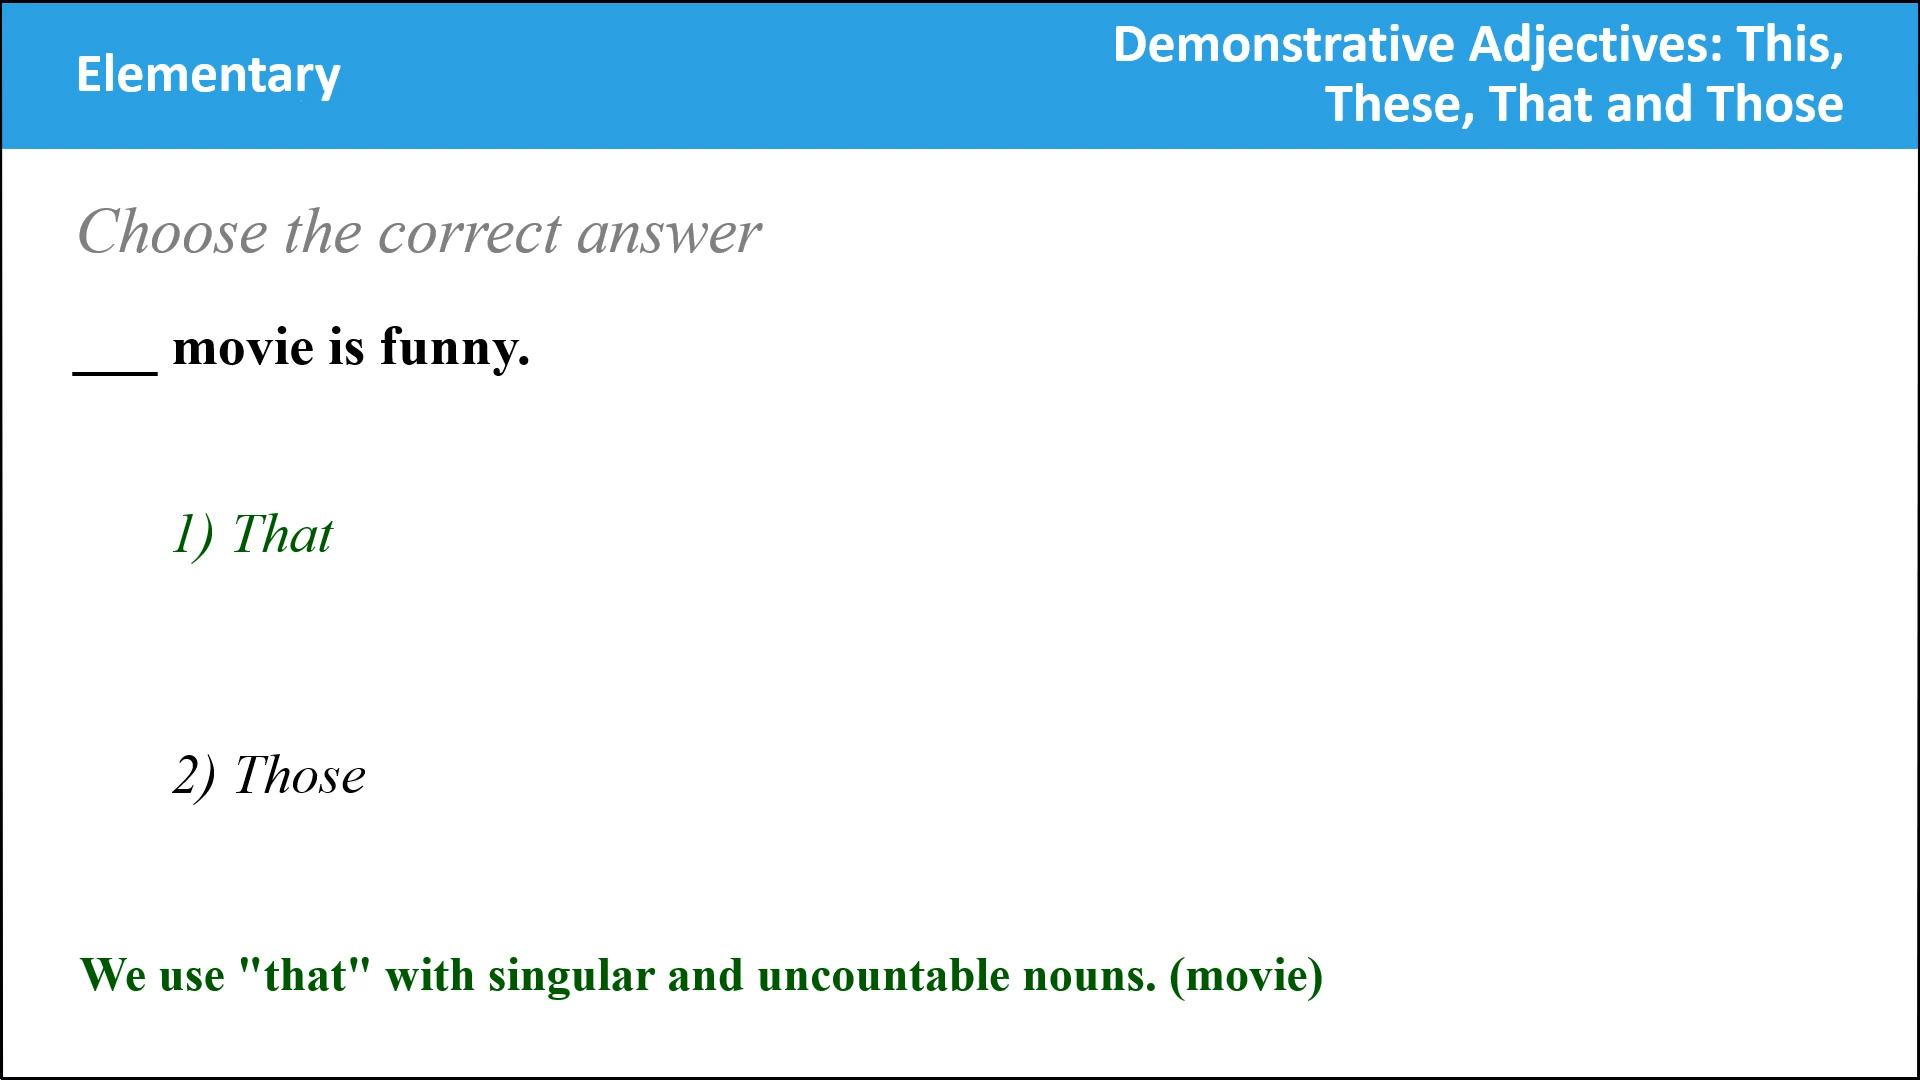 Elementary
Demonstrative Adjectives: This,
These, That and Those
Choose the correct answer
___ movie is funny.
1) That
2) Those
We use "that" with singular and uncountable nouns. (movie)